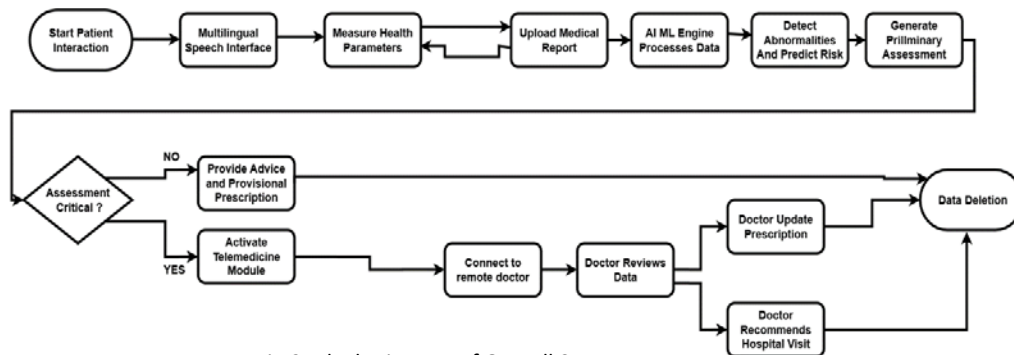 Start Patient
Interaction
Multilingual
Speech Interface
Measure Health
Parameters
Upload Medical
Report
AI ML Engine
Processes Data
Detect
Abnormalities
And Predict Risk
Generate
Prillminary
Assessment
Assessment
Critical ?
NO
Provide Advice
and Provisional
Prescription
YES
Activate
Telemedicine
Module
Connect to
remote doctor
Doctor Reviews
Data
Doctor Update
Prescription
Doctor
Recommends
Hospital Visit
Data Deletion